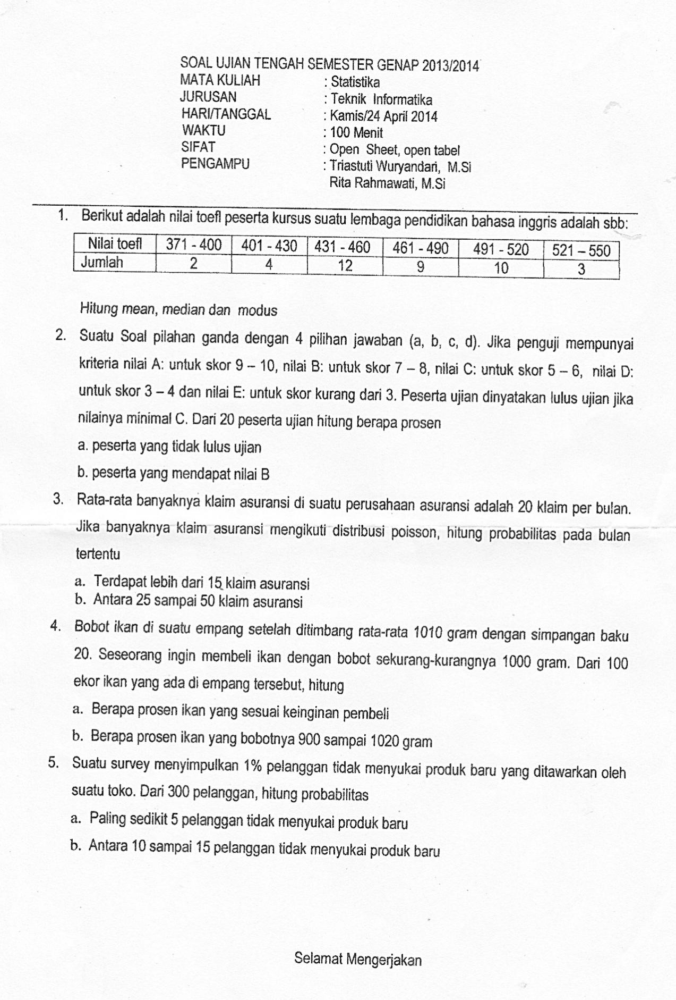 SOAL UJIAN TENGAH SEMESTER GENAP 2013/2014
MATA KULIAH : Statistika
JURUSAN : Teknik Informatika
HARI/TANGGAL : Kamis/24 April 2014
WAKTU : 100 Menit
SIFAT : Open Sheet, open tabel
PENGAMPU : Triastuti Wuryandari, M.Si
Rita Rahmawati, M.Si
1. Berikut adalah nilai toefl peserta kursus suatu lembaga pendidikan bahasa inggris adalah sbb:
Nilai toefl 371 - 400 401 - 430 431 - 460 461 - 490 491 - 520 521 – 550
Jumlah 2 4 12 9 10 3
Hitung mean, median dan modus
2. Suatu Soal pilahan ganda dengan 4 pilihan jawaban (a, b, c, d). Jika penguji mempunyai
kriteria nilai A: untuk skor 9 – 10, nilai B: untuk skor 7 – 8, nilai C: untuk skor 5 – 6, nilai D:
untuk skor 3 – 4 dan nilai E: untuk skor kurang dari 3. Peserta ujian dinyatakan lulus ujian jika
nilainya minimal C. Dari 20 peserta ujian hitung berapa prosen
a. peserta yang tidak lulus ujian
b. peserta yang mendapat nilai B
3. Rata-rata banyaknya klaim asuransi di suatu perusahaan asuransi adalah 20 klaim per bulan.
Jika banyaknya klaim asuransi mengikuti distribusi poisson, hitung probabilitas pada bulan
tertentu
a. Terdapat lebih dari 15 klaim asuransi
b. Antara 25 sampai 50 klaim asuransi
4. Bobot ikan di suatu empang setelah ditimbang rata-rata 1010 gram dengan simpangan baku
20. Seseorang ingin membeli ikan dengan bobot sekurang-kurangnya 1000 gram. Dari 100
ekor ikan yang ada di empang tersebut, hitung
a. Berapa prosen ikan yang sesuai keinginan pembeli
b. Berapa prosen ikan yang bobotnya 900 sampai 1020 gram
5. Suatu survey menyimpulkan 1% pelanggan tidak menyukai produk baru yang ditawarkan oleh
suatu toko. Dari 300 pelanggan, hitung probabilitas
a. Paling sedikit 5 pelanggan tidak menyukai produk baru
b. Antara 10 sampai 15 pelanggan tidak menyukai produk baru
Selamat Mengerjakan